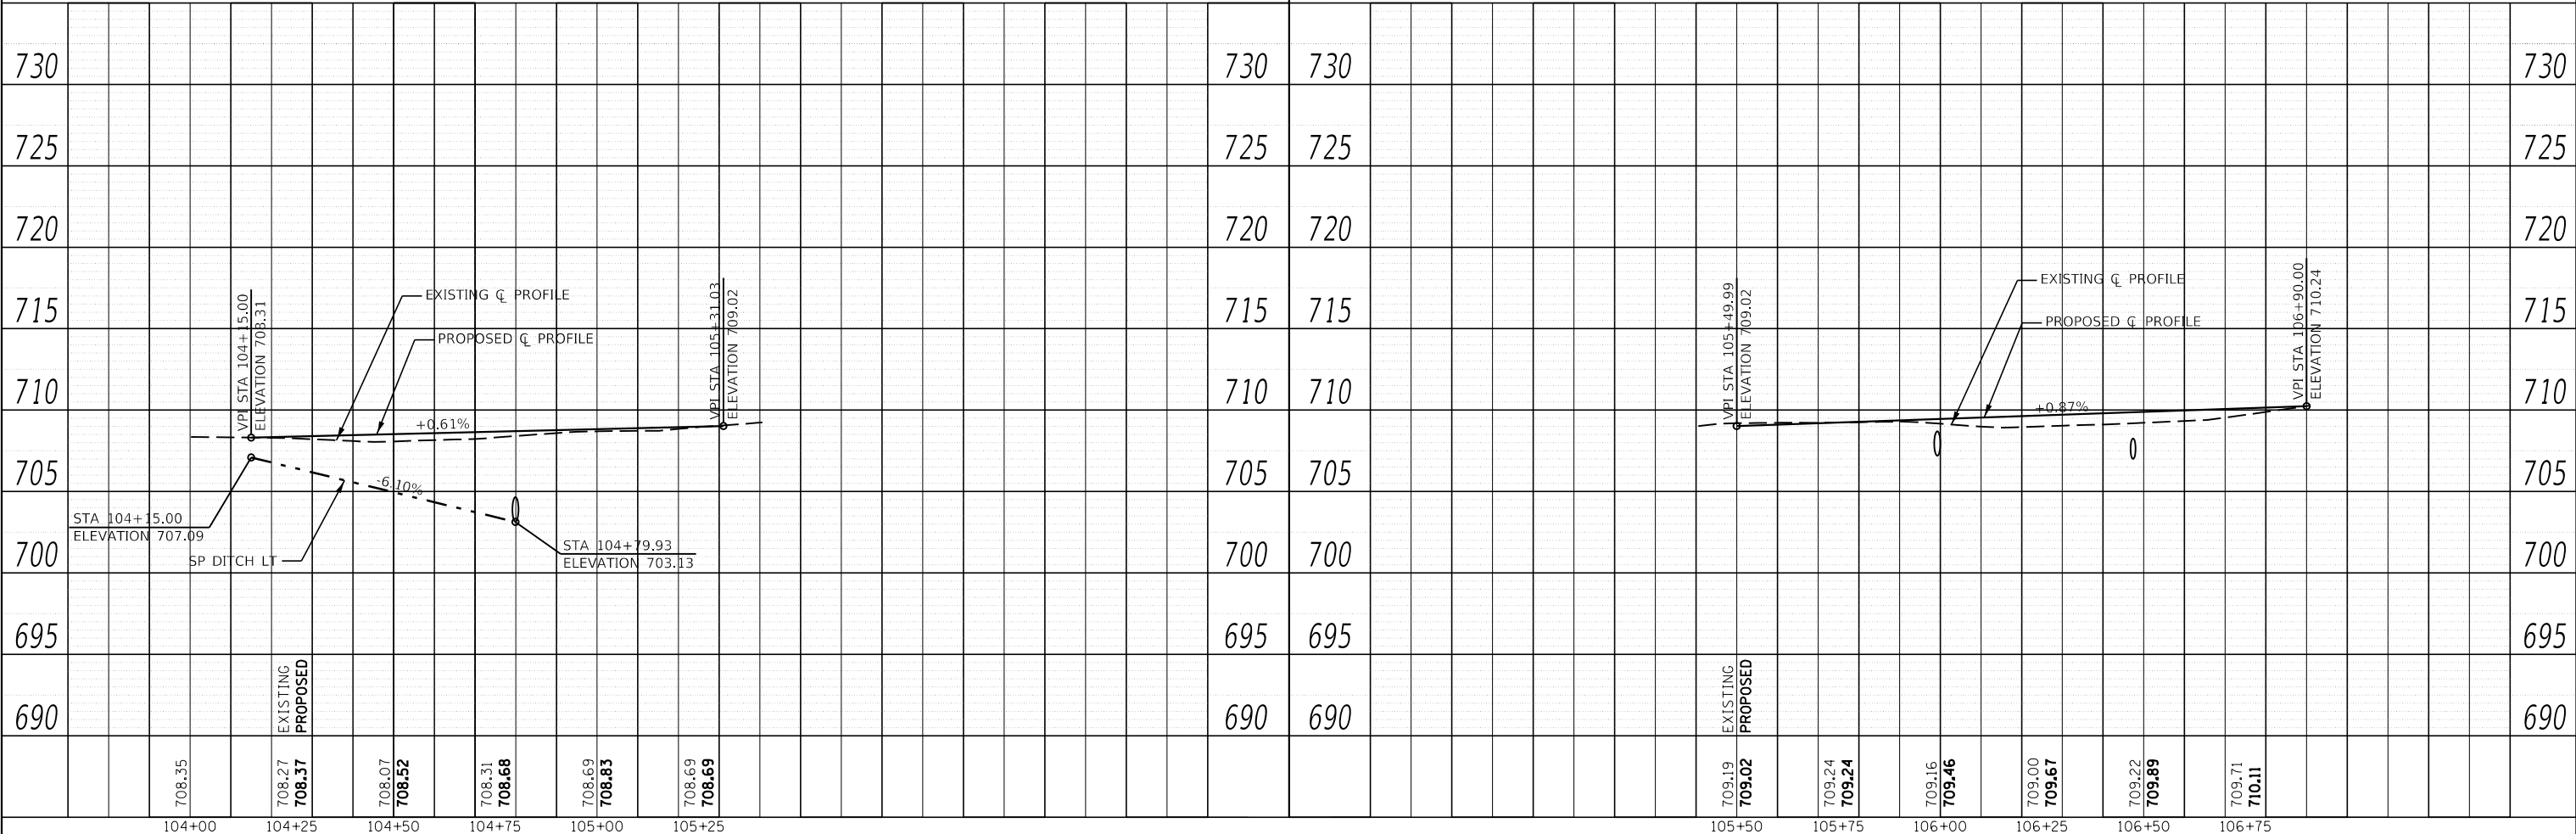 730 730 730 730
725 725 725 725
720 720 720 720
715 715 715 715
710 710 710 710
705 705 705 705
700 700 700 700
695 695 695 695
690 690 690 690
VPI STA 104+15.00
ELEVATION 708.31
EXISTING ℄ PROFILE
PROPOSED ℄ PROFILE
+0.61%
VPI STA 105+31.03
ELEVATION 709.02
-6.10%
STA 104+15.00
ELEVATION 707.09
SP DITCH LT
STA 104+79.93
ELEVATION 703.13
EXISTING
PROPOSED
708.35
708.27
708.37
708.07
708.52
708.31
708.68
708.69
708.83
708.69
708.69
104+00 104+25 104+50 104+75 105+00 105+25
VPI STA 105+49.99
ELEVATION 709.02
EXISTING ℄ PROFILE
PROPOSED ℄ PROFILE
+0.87%
VPI STA 106+90.00
ELEVATION 710.24
EXISTING
PROPOSED
709.19
709.02
709.24
709.24
709.16
709.46
709.00
709.67
709.22
709.89
709.71
710.11
105+50 105+75 106+00 106+25 106+50 106+75